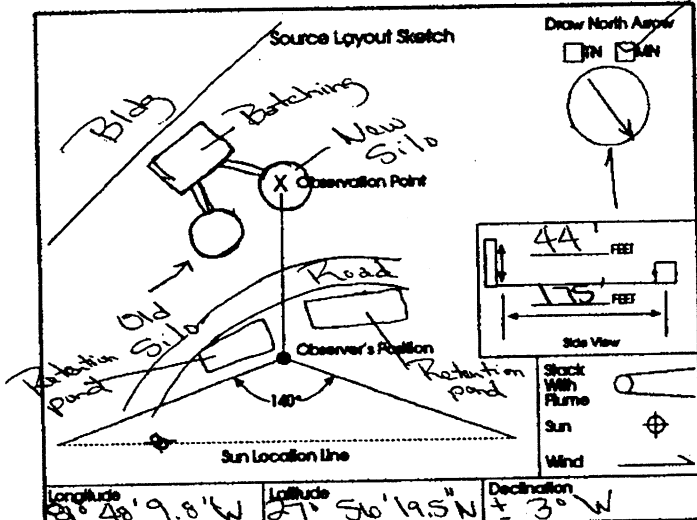 Source Layout Sketch
Draw North Arrow
TN MN
Bldg
Batching
New
Silo
X Observation Point
44' FEET
175' FEET
Side View
Road
Old
Silo
Retention
pond
Observer's Position
Retention
pond
140°
Sun Location Line
Stack
With
Plume
Sun
Wind
Longitude
81° 48' 9.8"W
Latitude
27° 56' 19.5"N
Declination
± 3° W